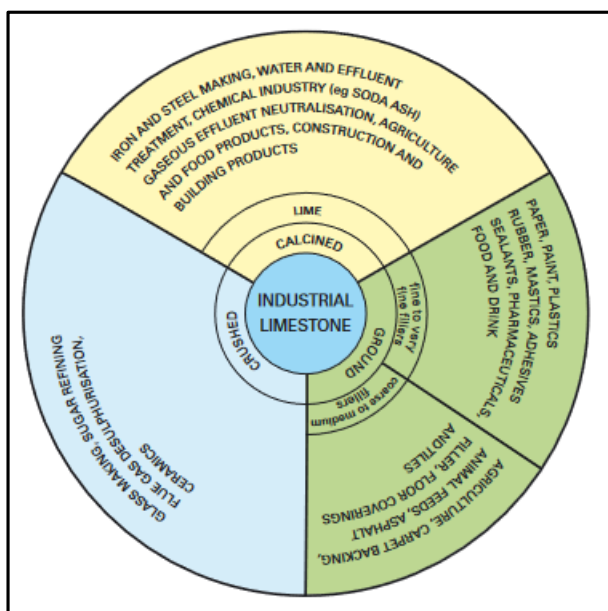 IRON AND STEEL MAKING, WATER AND EFFLUENT
TREATMENT, CHEMICAL INDUSTRY (eg SODA ASH)
GASEOUS EFFLUENT NEUTRALISATION, AGRICULTURE
AND FOOD PRODUCTS, CONSTRUCTION AND
BUILDING PRODUCTS
LIME
CALCINED
INDUSTRIAL
LIMESTONE
CRUSHED
GROUND
fine to very
fine fillers
coarse to medium
fillers
PAPER, PAINT, PLASTICS
RUBBER, MASTICS, ADHESIVES
SEALANTS, PHARMACEUTICALS,
FOOD AND DRINK
AGRICULTURE, CARPET BACKING,
ANIMAL FEEDS, ASPHALT
FILLER, FLOOR COVERINGS
AND TILES
GLASS MAKING, SUGAR REFINING
FLUE GAS DESULPHURISATION,
CERAMICS